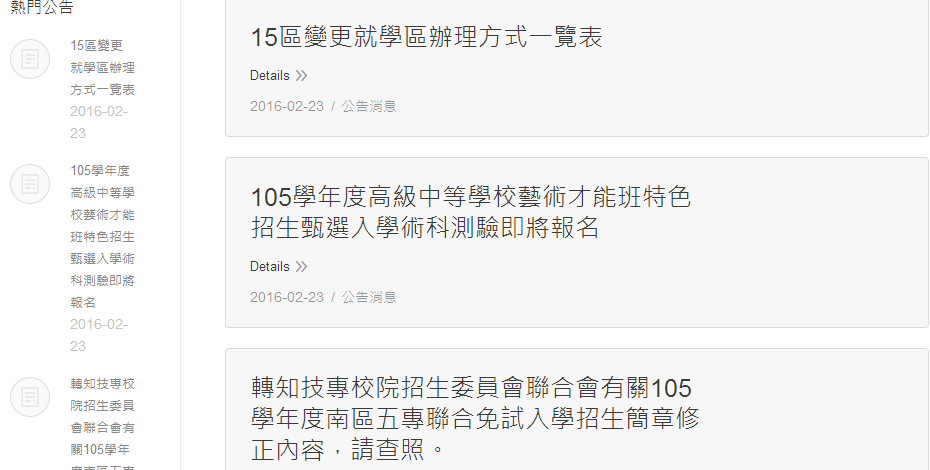 熱門公告
15區變更
就學區辦理
方式一覽表
2016-02-
23
105學年度
高級中等學
校藝術才能
班特色招生
甄選入學術
科測驗即將
報名
2016-02-
23
轉知技專校
院招生委員
會聯合會有
關105學年
度南區五專
15區變更就學區辦理方式一覽表
Details
2016-02-23 / 公告消息
105學年度高級中等學校藝術才能班特色
招生甄選入學術科測驗即將報名
Details
2016-02-23 / 公告消息
轉知技專校院招生委員會聯合會有關105
學年度南區五專聯合免試入學招生簡章修
正內容，請查照。